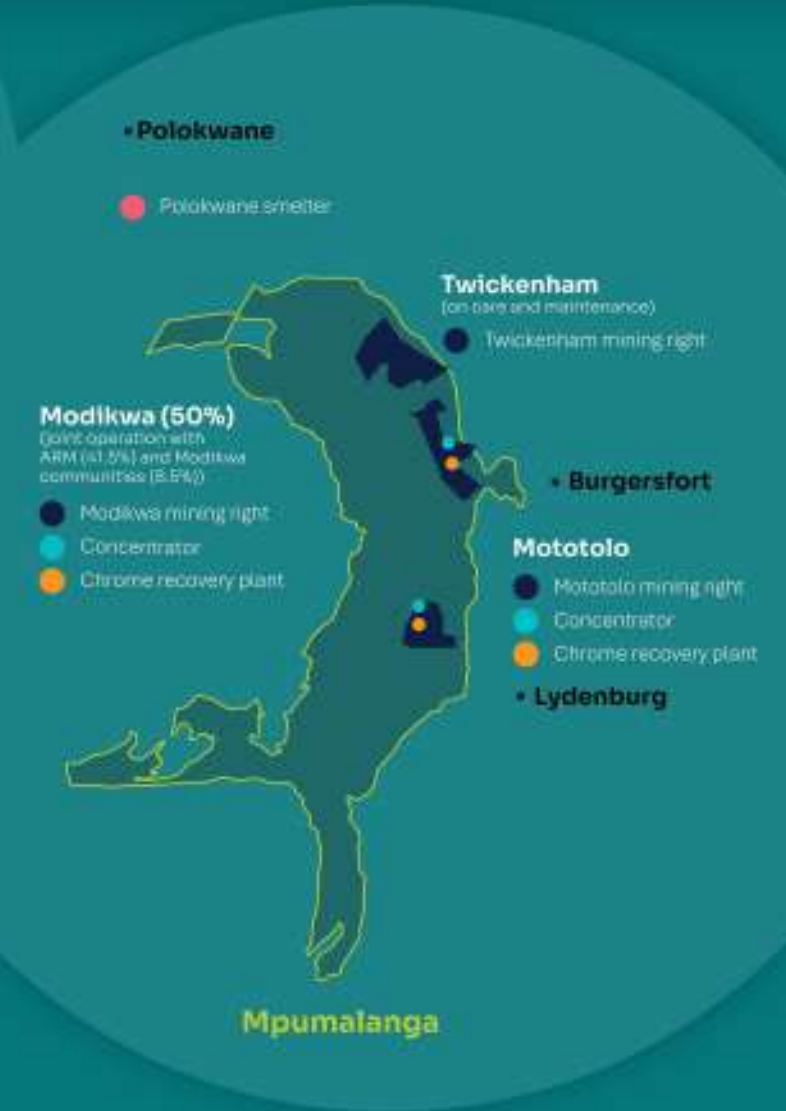 Polokwane
Polokwane smelter
Twickenham
(on care and maintenance)
Twickenham mining right
Modikwa (50%)
(joint operation with
ARM (41.5%) and Modikwa
communities (8.5%))
Modikwa mining right
Concentrator
Chrome recovery plant
Burgersfort
Mototolo
Mototolo mining right
Concentrator
Chrome recovery plant
Lydenburg
Mpumalanga